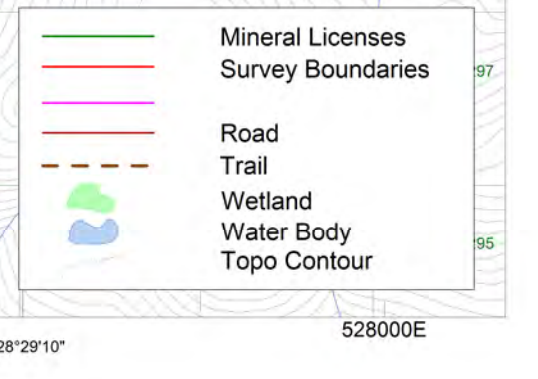 Mineral Licenses
Survey Boundaries
Road
Trail
Wetland
Water Body
Topo Contour
97
95
528000E
28°29'10"